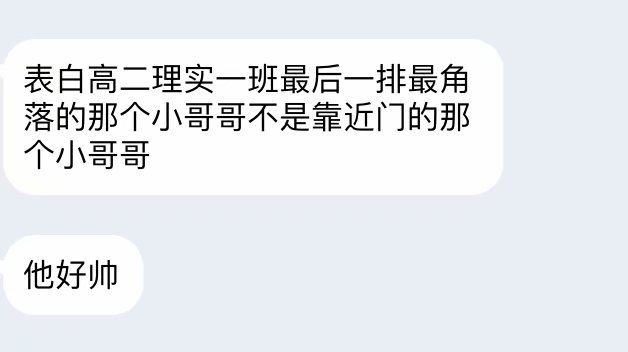 表白高二理实一班最后一排最角
落的那个小哥哥不是靠近门的那
个小哥哥
他好帅